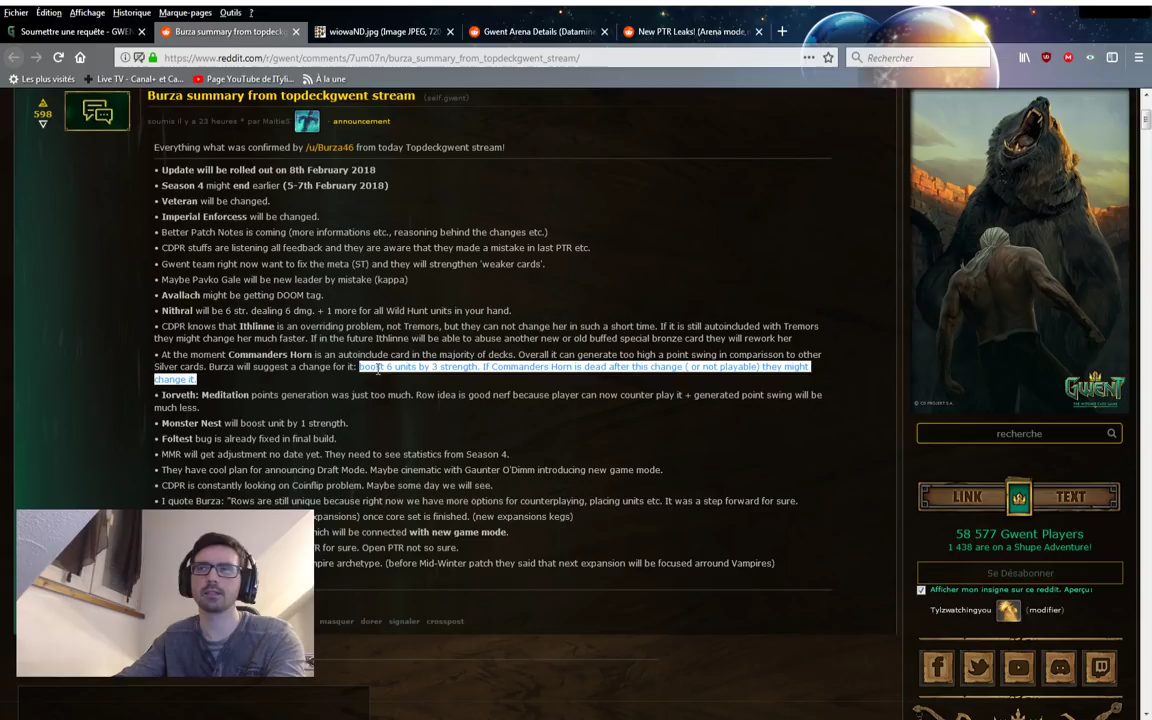 Fichier Édition Affichage Historique Marque-pages Outils ?
Soumettre une requête - GWEN
Burza summary from topdeckg
wiowaND.jpg (Image JPEG, 720
Gwent Arena Details (Datamine
New PTR Leaks! (Arena mode,
https://www.reddit.com/r/gwent/comments/7um07n/burza_summary_from_topdeckgwent_stream/
Rechercher
Les plus visités Live TV - Canal+ et Ca... Page YouTube de ITyli... À la une
598
Burza summary from topdeckgwent stream (self.gwent)
soumis il y a 23 heures * par MaitieS announcement
Everything what was confirmed by /u/Burza46 from today Topdeckgwent stream!
• Update will be rolled out on 8th February 2018
• Season 4 might end earlier (5-7th February 2018)
• Veteran will be changed.
• Imperial Enforcess will be changed.
• Better Patch Notes is coming (more informations etc., reasoning behind the changes etc.)
• CDPR stuffs are listening all feedback and they are aware that they made a mistake in last PTR etc.
• Gwent team right now want to fix the meta (ST) and they will strengthen 'weaker cards'.
• Maybe Pavko Gale will be new leader by mistake (kappa)
• Avallach might be getting DOOM tag.
• Nithral will be 6 str. dealing 6 dmg. + 1 more for all Wild Hunt units in your hand.
• CDPR knows that Ithlinne is an overriding problem, not Tremors, but they can not change her in such a short time. If it is still autoincluded with Tremors
they might change her much faster. If in the future Ithlinne will be able to abuse another new or old buffed special bronze card they will rework her
• At the moment Commanders Horn is an autoinclude card in the majority of decks. Overall it can generate too high a point swing in comparisson to other
Silver cards. Burza will suggest a change for it: boost 6 units by 3 strength. If Commanders Horn is dead after this change ( or not playable) they might
change it.
• Iorveth: Meditation points generation was just too much. Row idea is good nerf because player can now counter play it + generated point swing will be
much less.
• Monster Nest will boost unit by 1 strength.
• Foltest bug is already fixed in final build.
• MMR will get adjustment no date yet. They need to see statistics from Season 4.
• They have cool plan for announcing Draft Mode. Maybe cinematic with Gaunter O'Dimm introducing new game mode.
• CDPR is constantly looking on Coinflip problem. Maybe some day we will see.
• I quote Burza: "Rows are still unique because right now we have more options for counterplaying, placing units etc. It was a step forward for sure.
xpansions) once core set is finished. (new expansions kegs)
hich will be connected with new game mode.
R for sure. Open PTR not so sure.
mpire archetype. (before Mid-Winter patch they said that next expansion will be focused arround Vampires)
masquer dorer signaler crosspost
GWENT
THE WITCHER CARD GAME
recherche
LINK TEXT
58 577 Gwent Players
1 438 are on a Shupe Adventure!
Se Désabonner
Afficher mon insigne sur ce reddit. Aperçu:
Tylzwatchingyou (modifier)